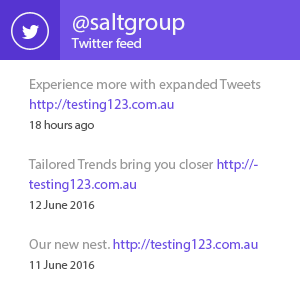 @saltgroup
Twitter feed
Experience more with expanded Tweets
http://testing123.com.au
18 hours ago
Tailored Trends bring you closer http://-
testing123.com.au
12 June 2016
Our new nest. http://testing123.com.au
11 June 2016